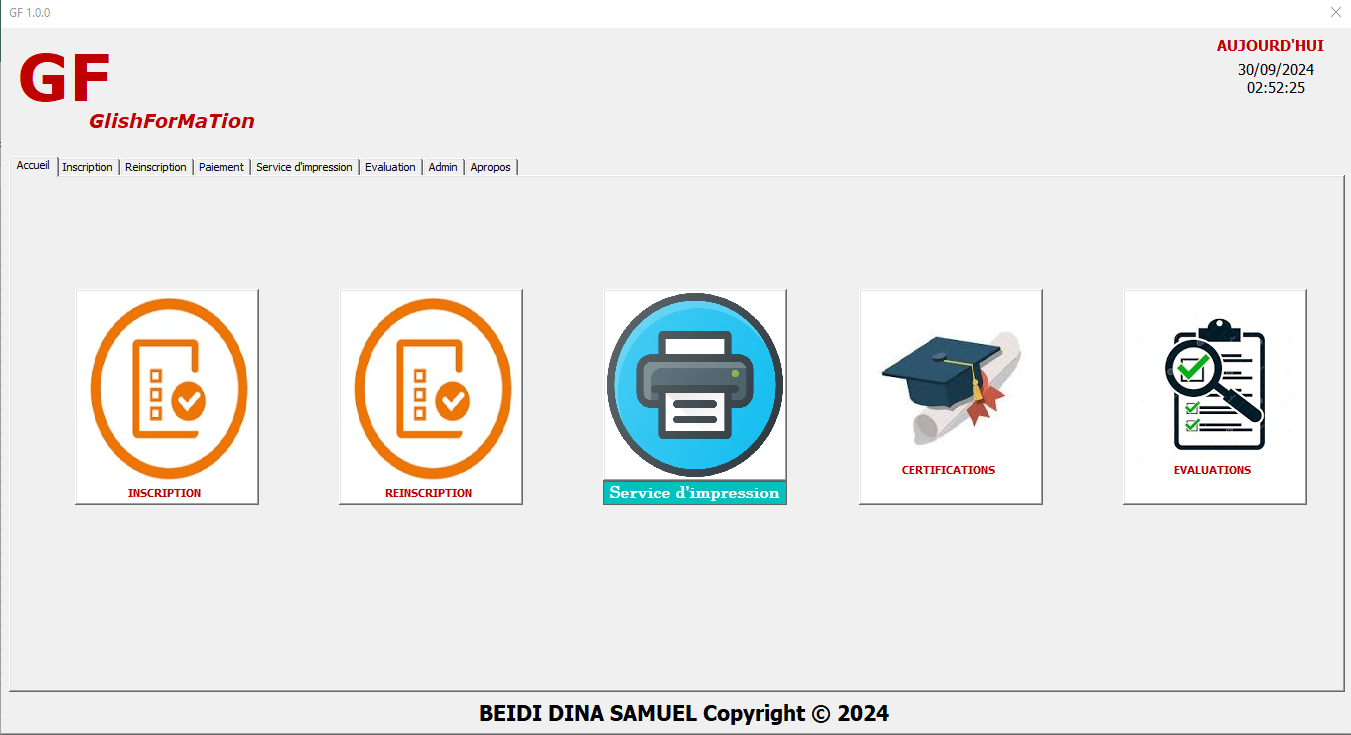 GF 1.0.0
AUJOURD'HUI
30/09/2024
02:52:25
GF
GlishForMaTion
Accueil Inscription Reinscription Paiement Service d'impression Evaluation Admin Apropos
INSCRIPTION
REINSCRIPTION
Service d'impression
CERTIFICATIONS
EVALUATIONS
BEIDI DINA SAMUEL Copyright © 2024